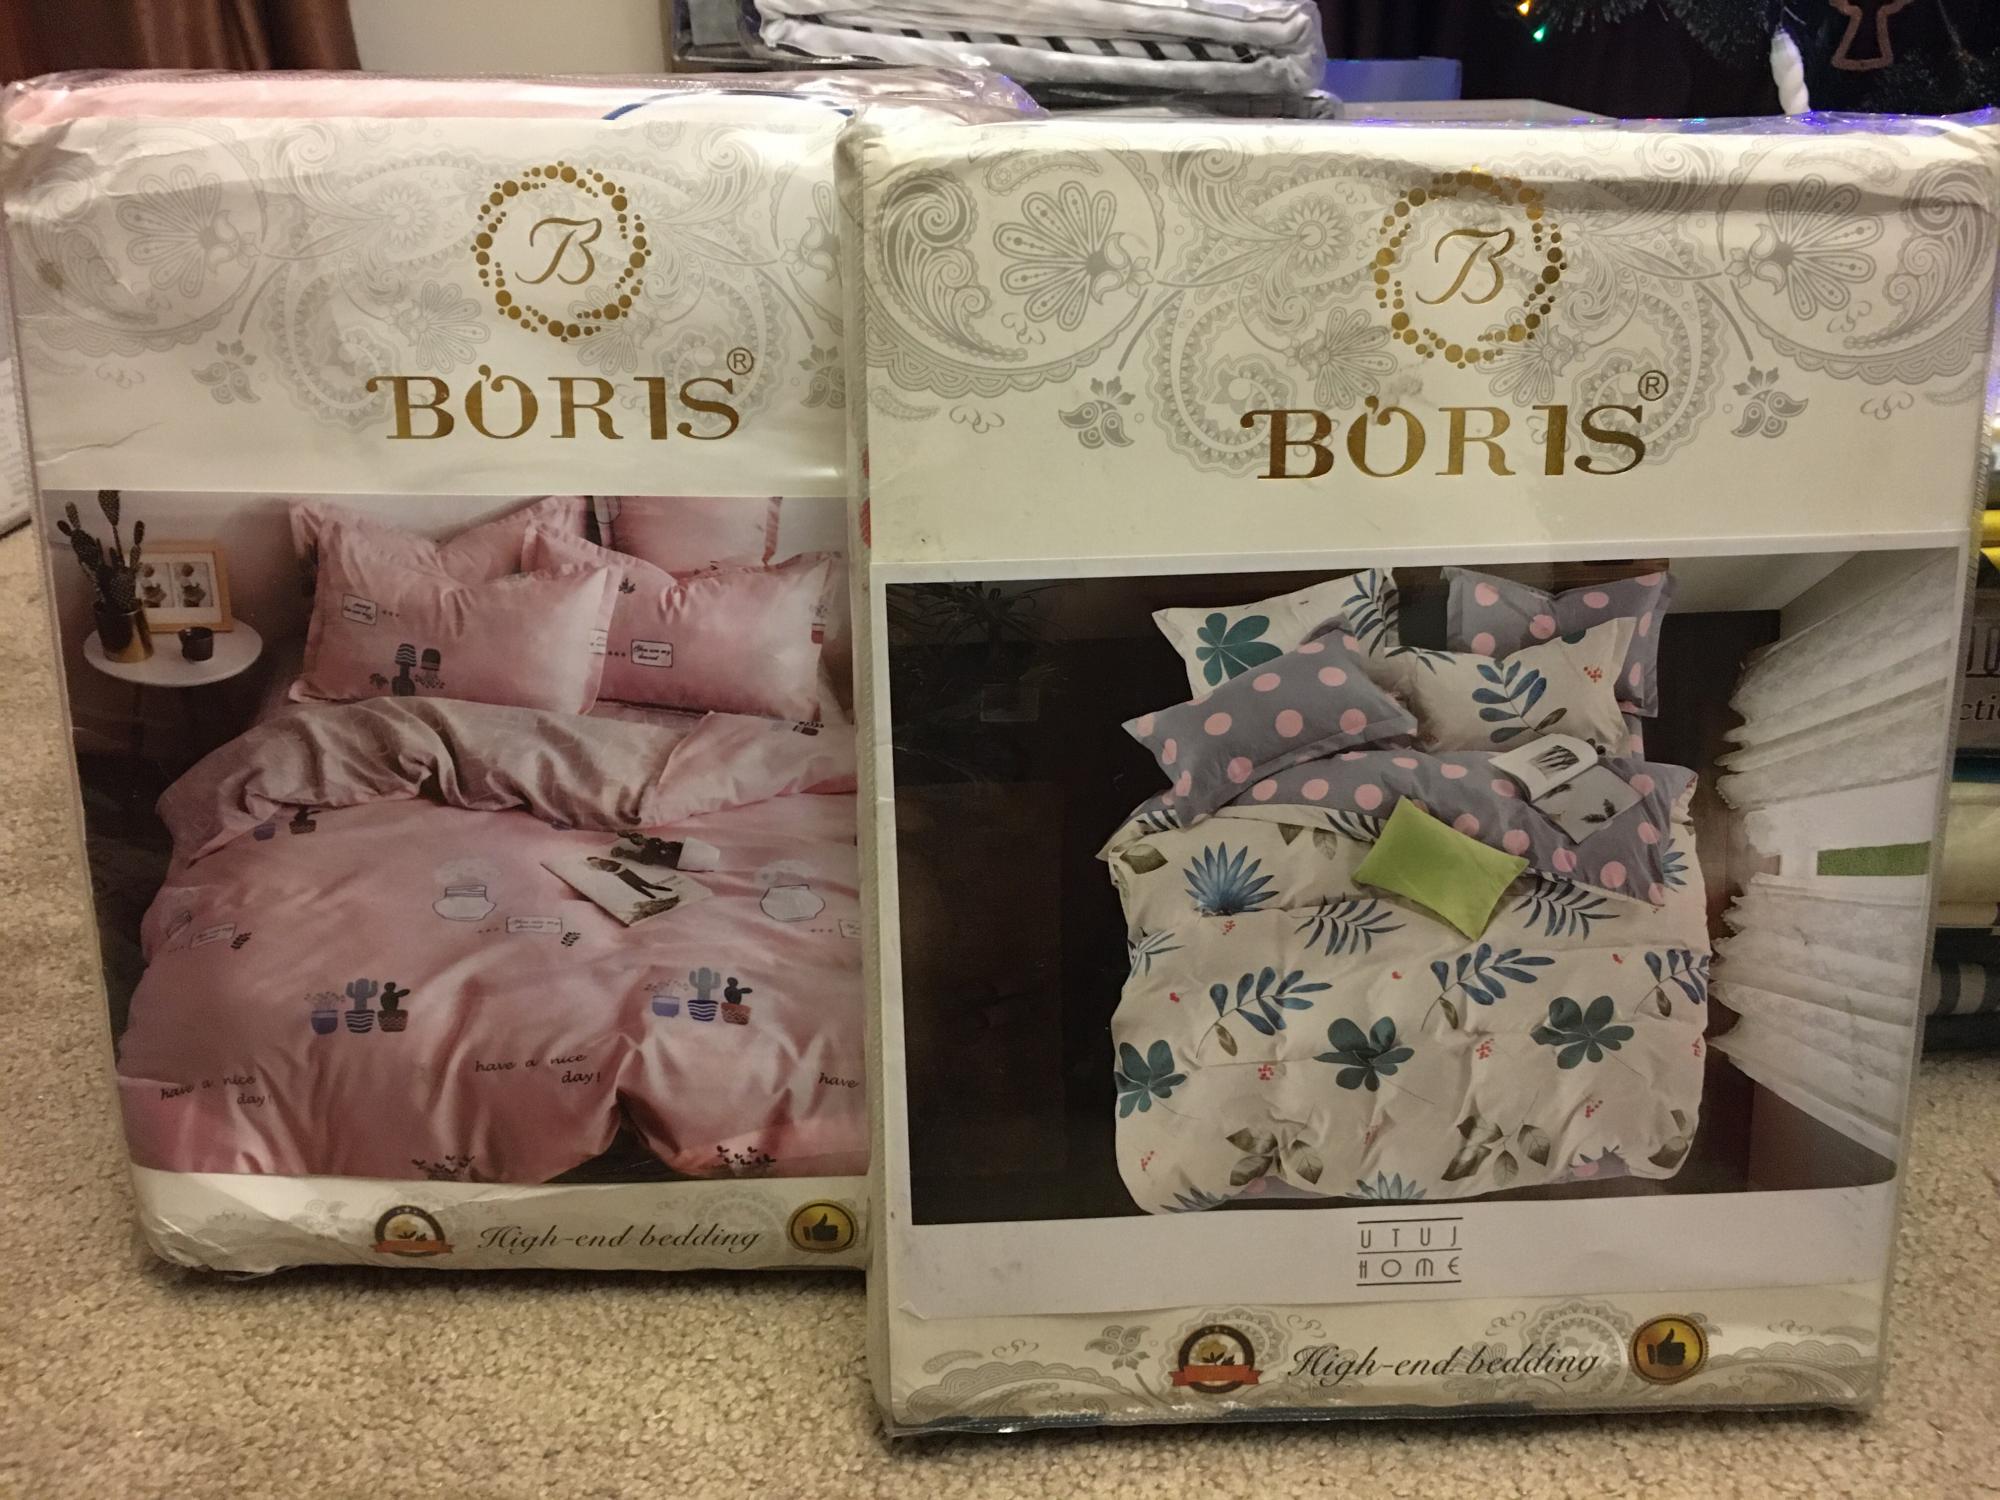 B
BORIS®
have a nice
day!
have a nice
day!
have
High-end bedding
B
BORIS®
UTUJ
HOME
High-end bedding